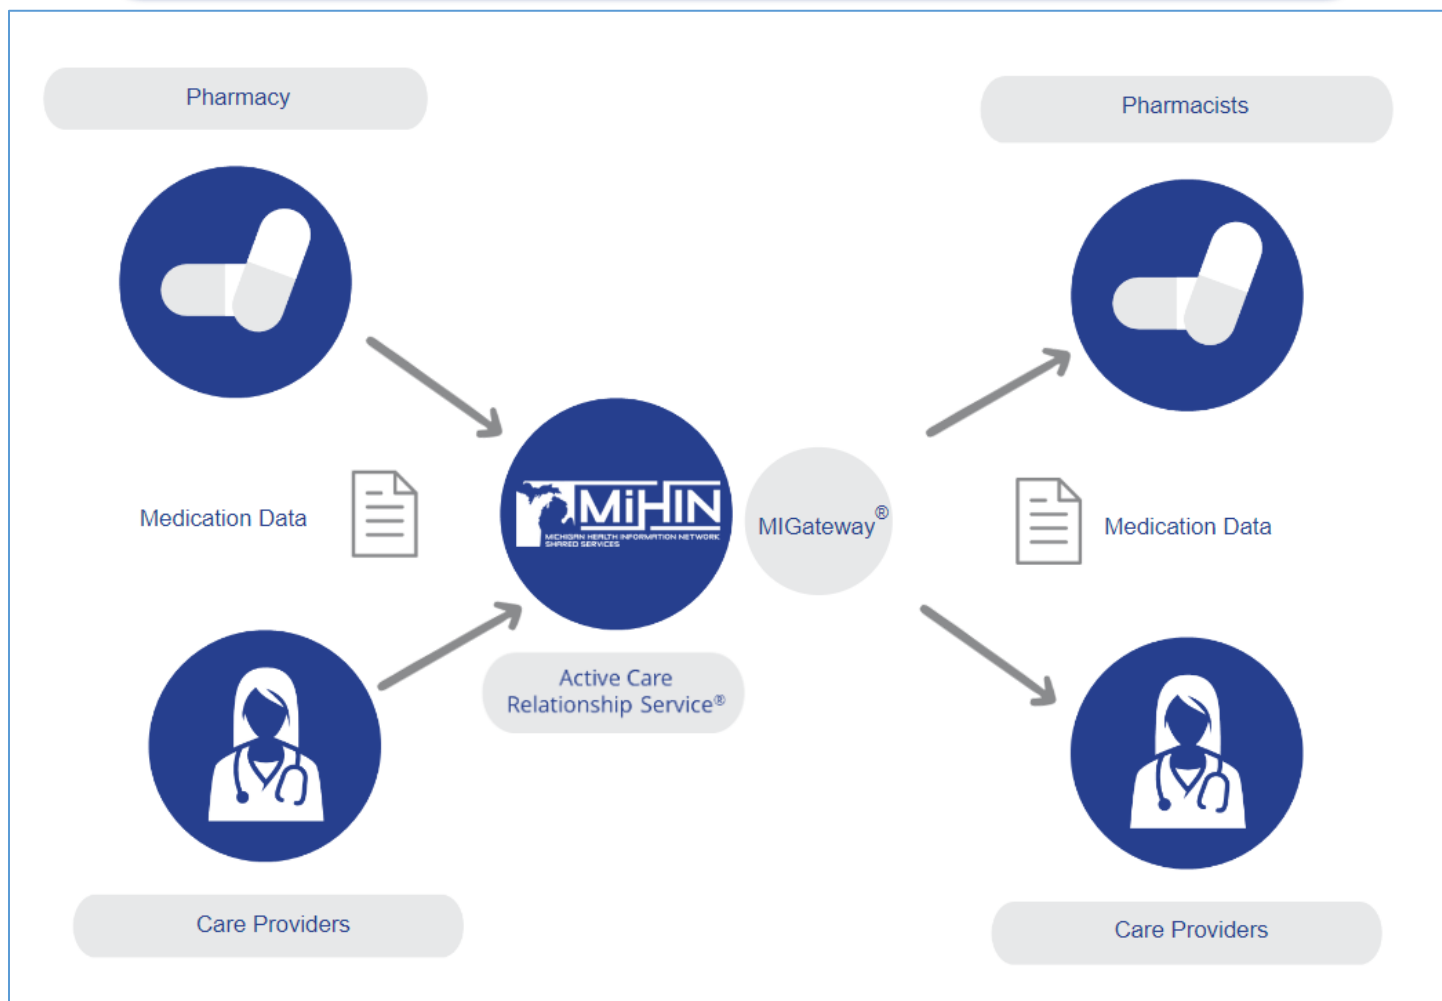 Pharmacy
Pharmacists
MiHIN
MICHIGAN HEALTH INFORMATION NETWORK
SHARED SERVICES
MIGateway®
Medication Data
Medication Data
Active Care
Relationship Service®
Care Providers
Care Providers